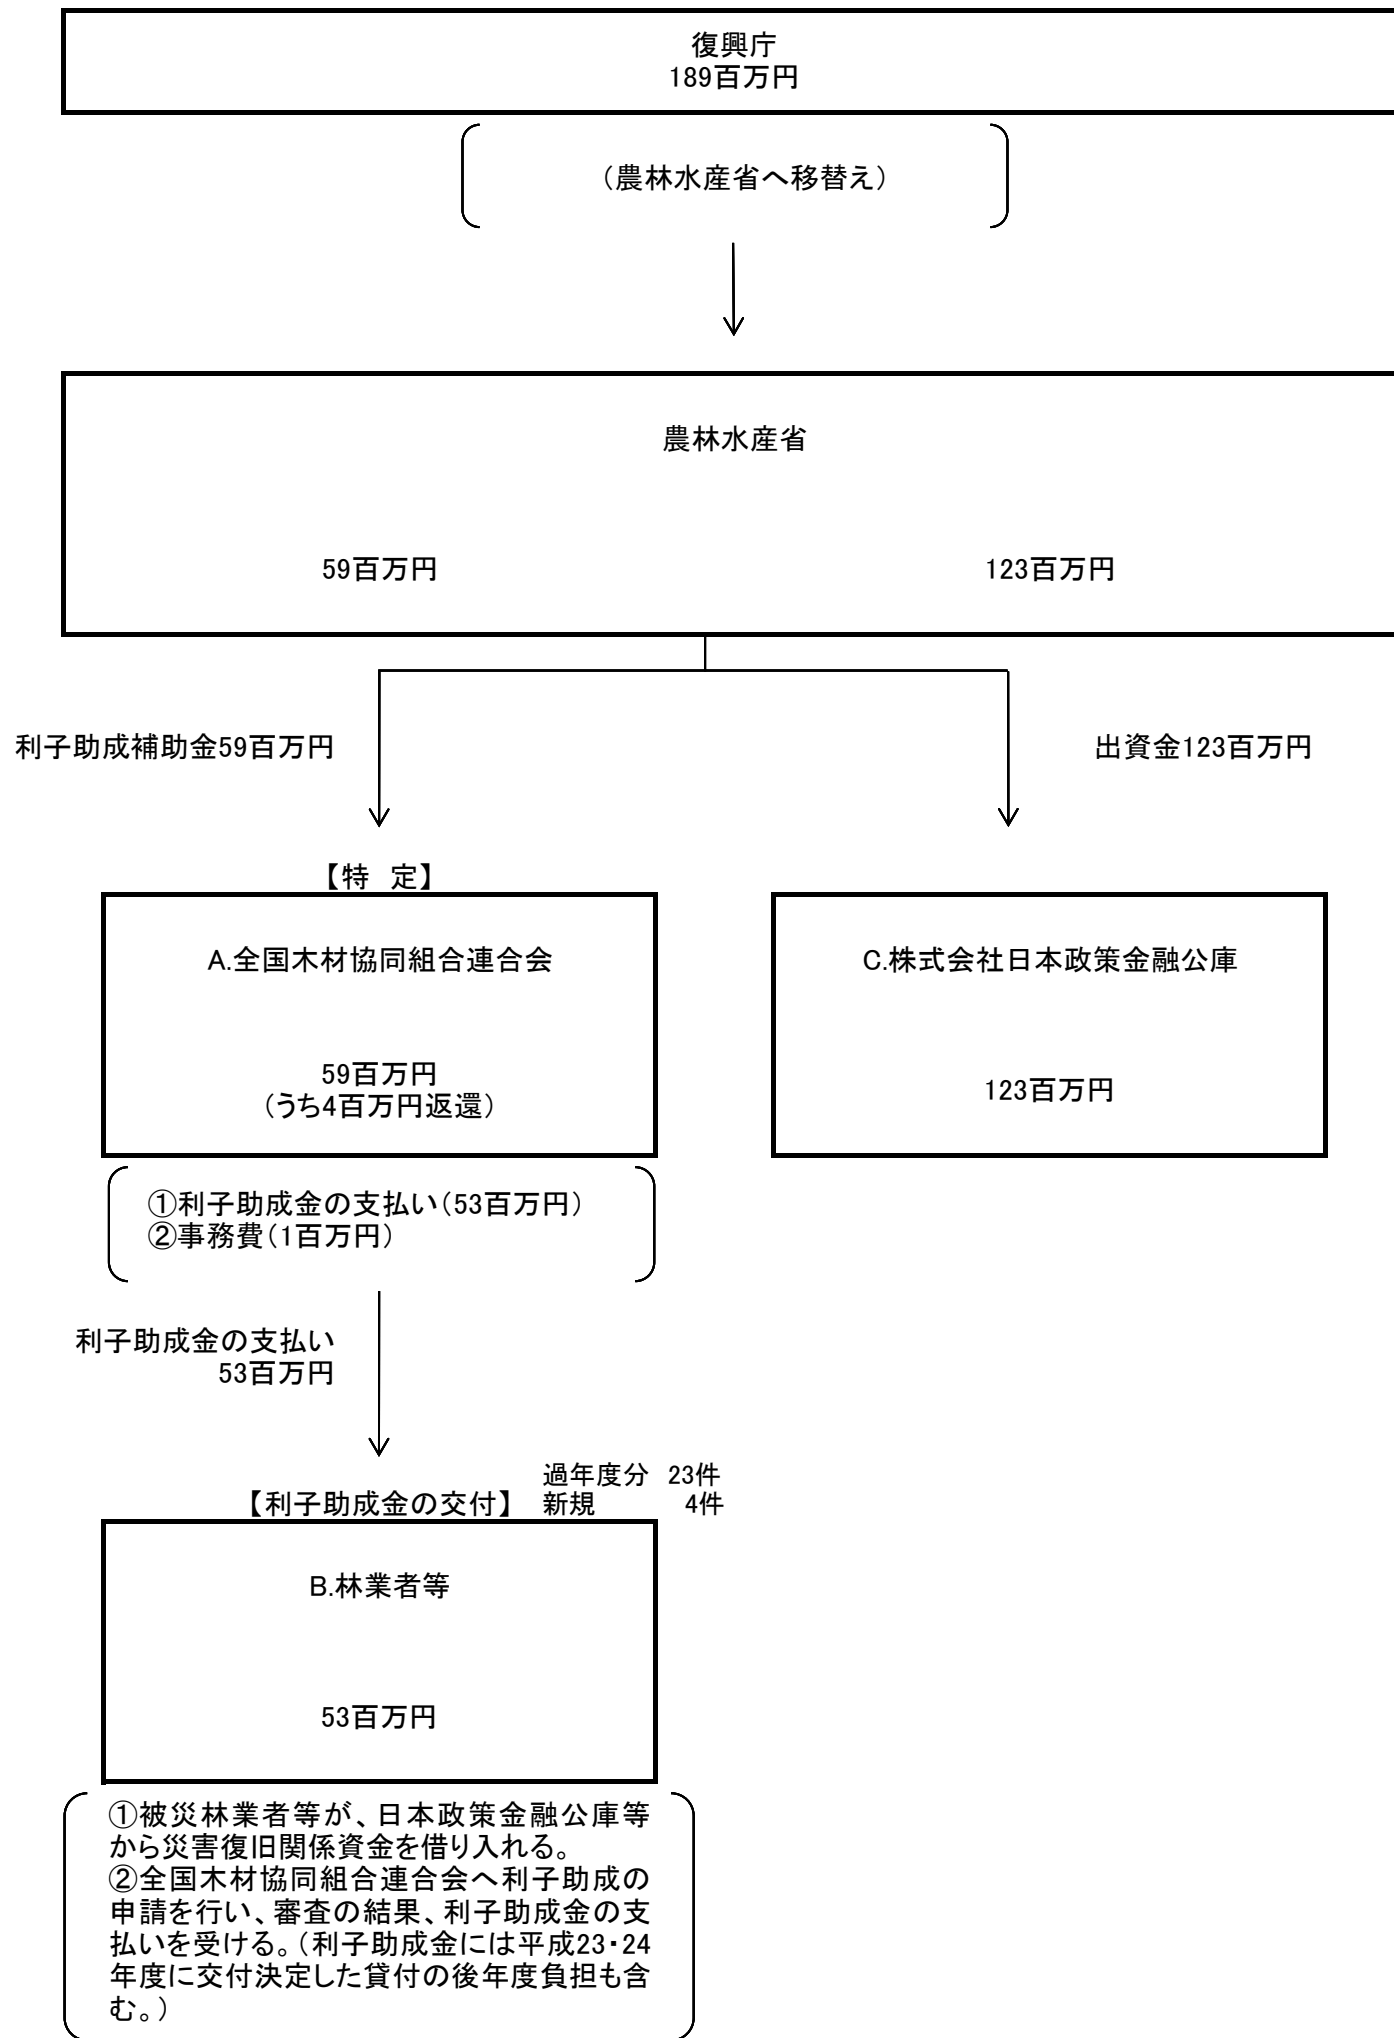 復興庁
189百万円
（農林水産省へ移替え）
農林水産省
59百万円
123百万円
利子助成補助金59百万円
出資金123百万円
【特　定】
A.全国木材協同組合連合会
59百万円
（うち4百万円返還）
C.株式会社日本政策金融公庫
123百万円
①利子助成金の支払い（53百万円）
②事務費（1百万円）
利子助成金の支払い
53百万円
過年度分　23件
【利子助成金の交付】　新規　4件
B.林業者等
53百万円
①被災林業者等が、日本政策金融公庫等
から災害復旧関係資金を借り入れる。
②全国木材協同組合連合会へ利子助成の
申請を行い、審査の結果、利子助成金の支
払いを受ける。（利子助成金には平成23・24
年度に交付決定した貸付の後年度負担も含
む。）